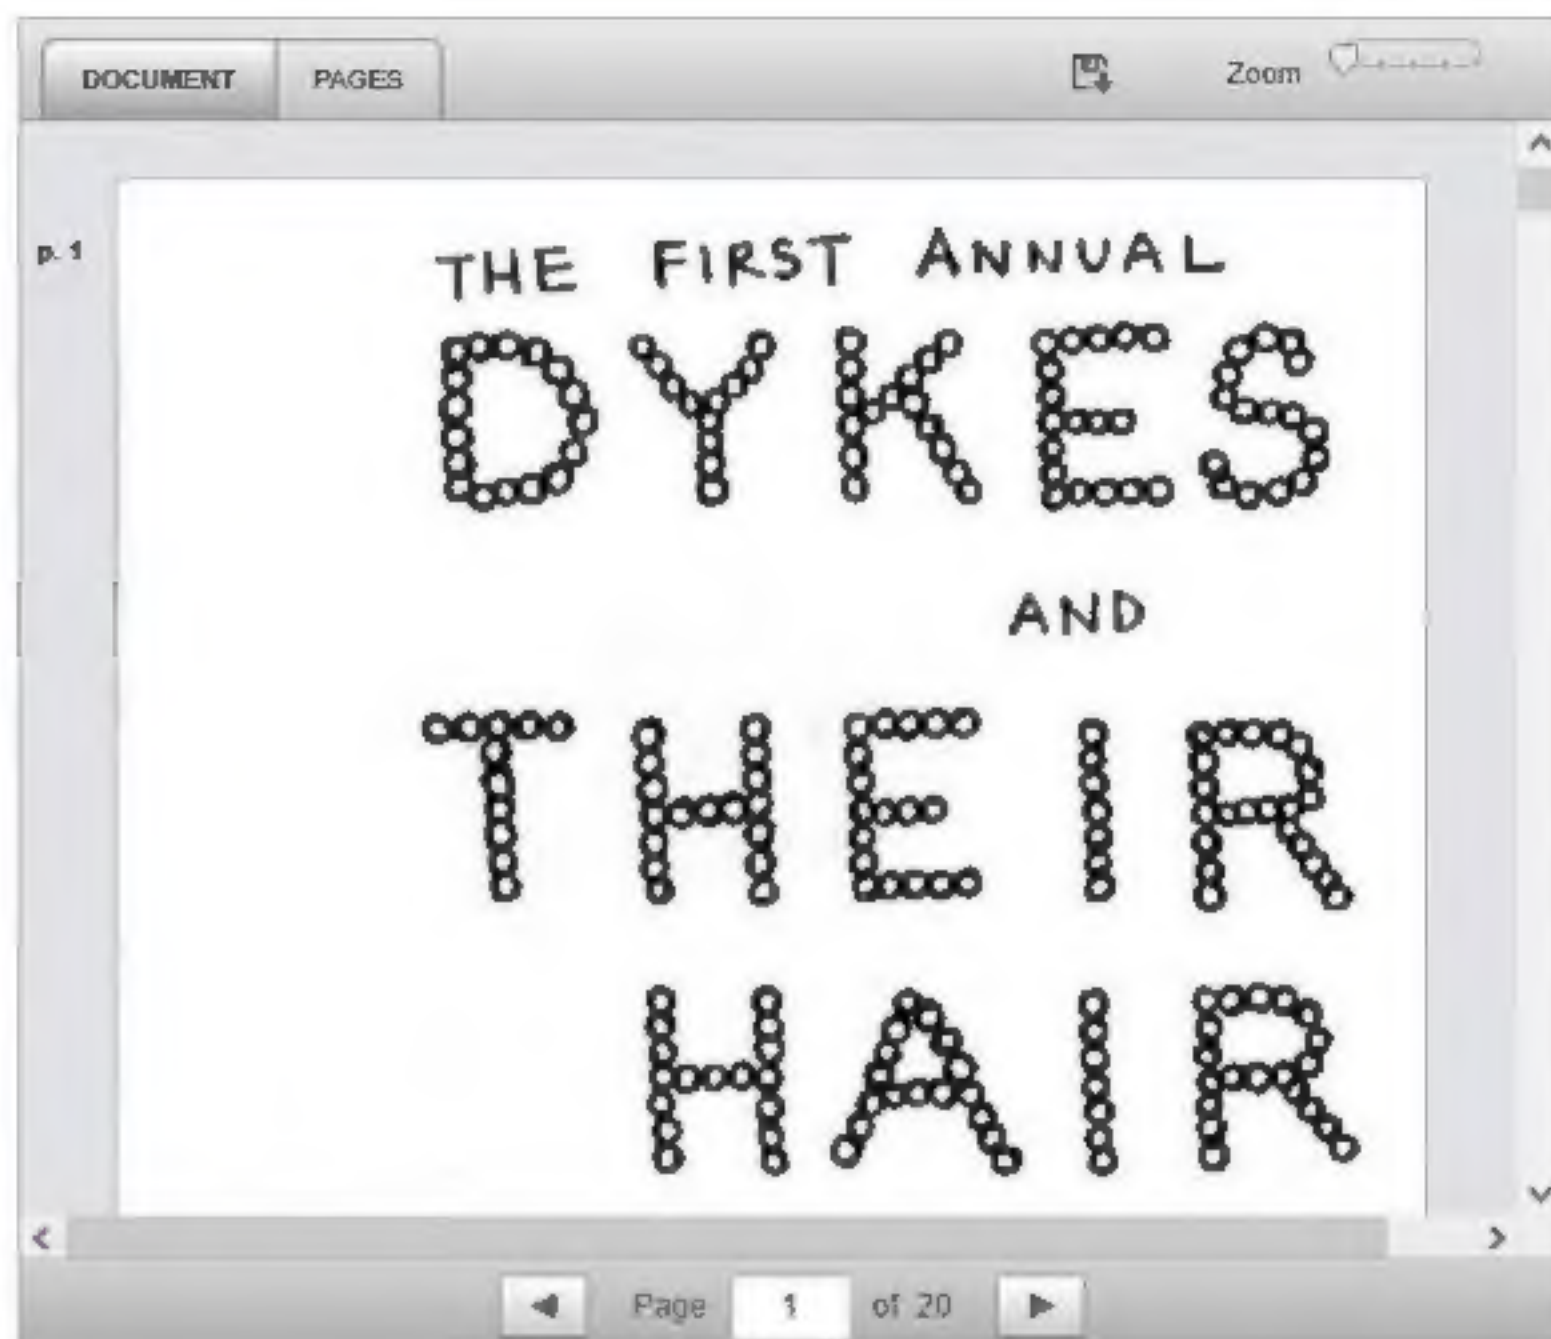 DOCUMENT PAGES Zoom
p. 1
THE FIRST ANNUAL
DYKES
AND
THEIR
HAIR
Page 1 of 20